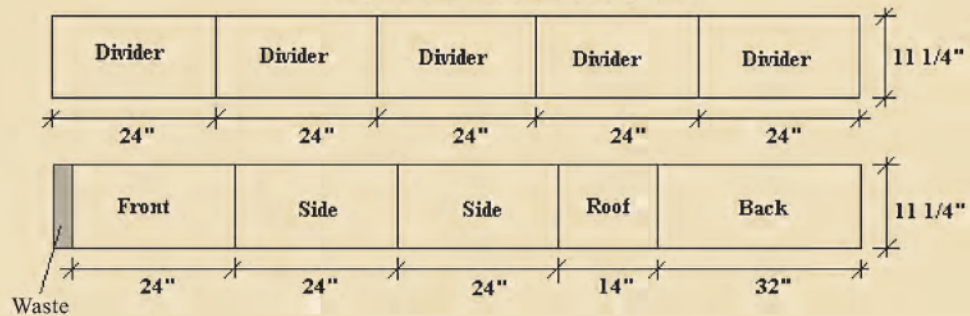 Divider Divider Divider Divider Divider
11 1/4"
24" 24" 24" 24" 24"
Front Side Side Roof Back
11 1/4"
24" 24" 24" 14" 32"
Waste